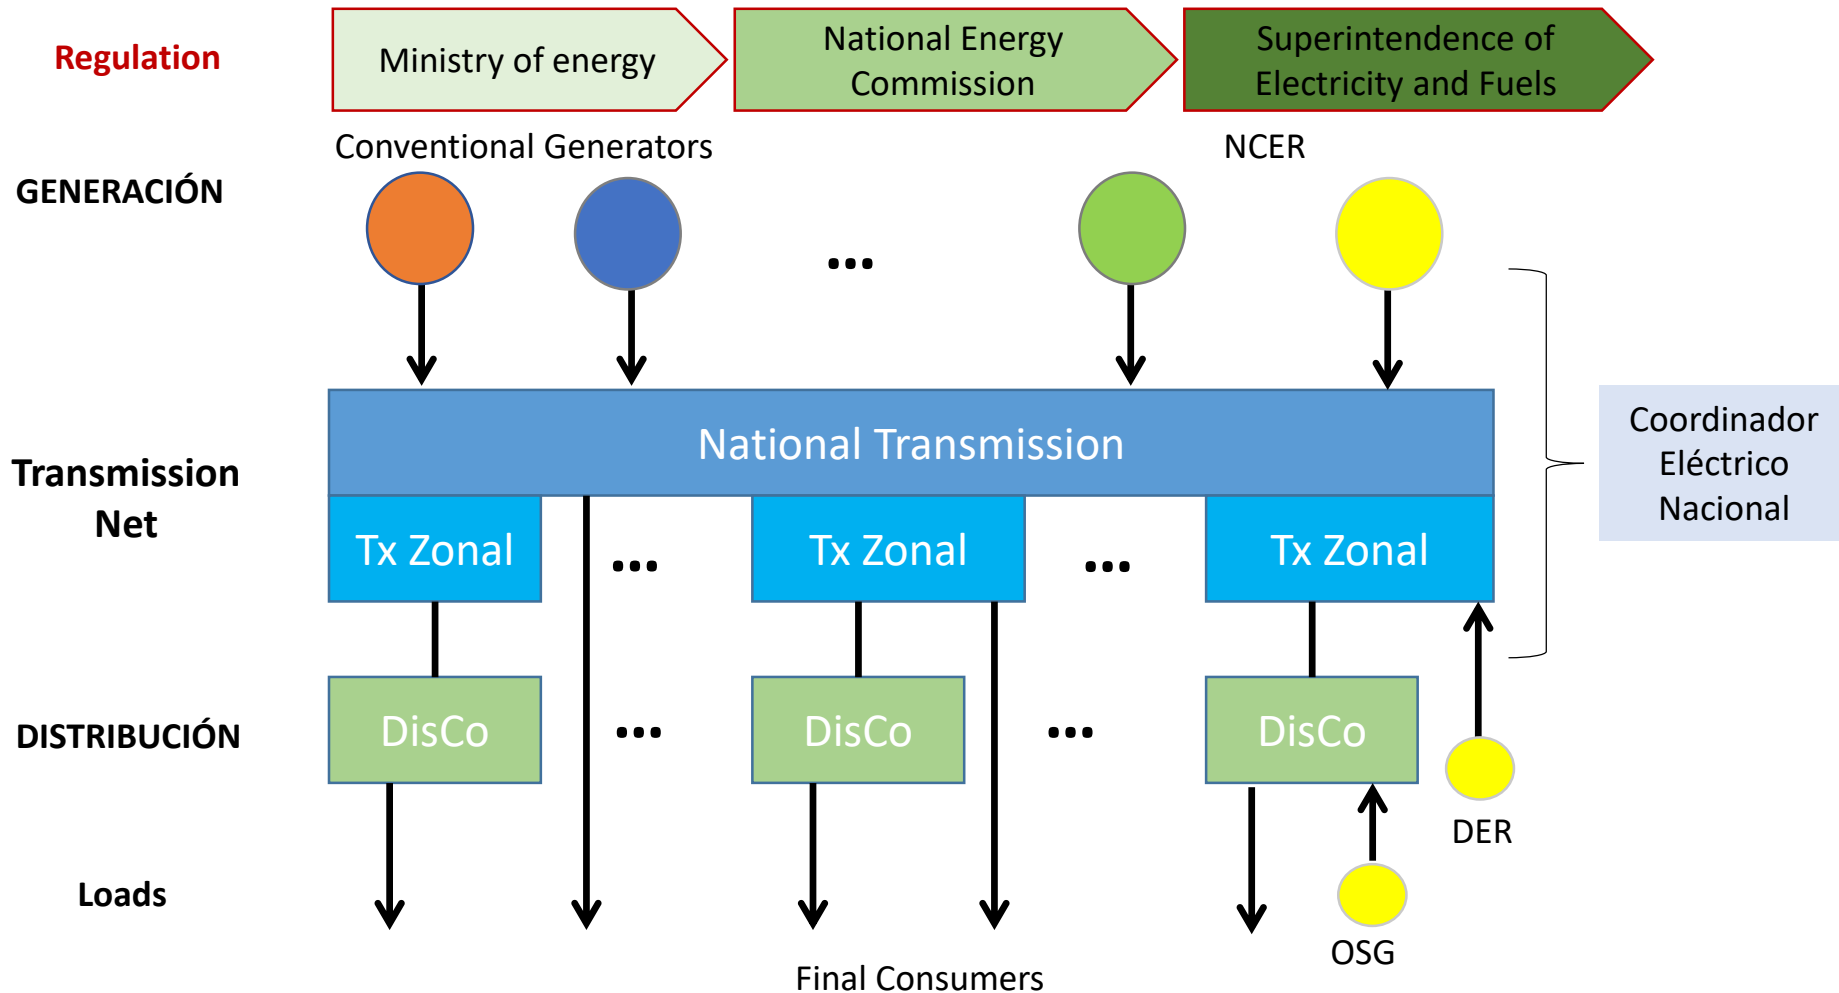 Regulation
Ministry of energy
National Energy
Commission
Superintendence of
Electricity and Fuels
Conventional Generators
NCER
GENERACIÓN
...
National Transmission
Transmission
Net
Tx Zonal
...
Tx Zonal
...
Tx Zonal
Coordinador
Eléctrico
Nacional
DISTRIBUCIÓN
DisCo
...
DisCo
...
DisCo
DER
Loads
OSG
Final Consumers